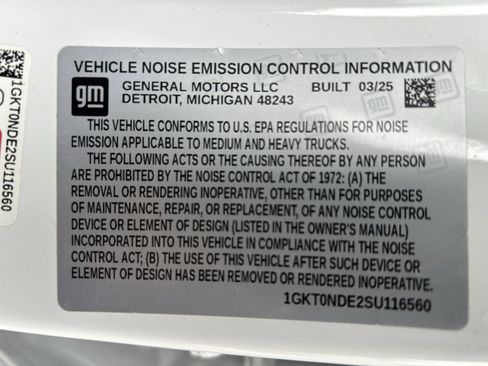 VEHICLE NOISE EMISSION CONTROL INFORMATION
gm
GENERAL MOTORS LLC BUILT 03/25
DETROIT, MICHIGAN 48243
THIS VEHICLE CONFORMS TO U.S. EPA REGULATIONS FOR NOISE
EMISSION APPLICABLE TO MEDIUM AND HEAVY TRUCKS.
THE FOLLOWING ACTS OR THE CAUSING THEREOF BY ANY PERSON
ARE PROHIBITED BY THE NOISE CONTROL ACT OF 1972: (A) THE
REMOVAL OR RENDERING INOPERATIVE, OTHER THAN FOR PURPOSES
OF MAINTENANCE, REPAIR, OR REPLACEMENT, OF ANY NOISE CONTROL
DEVICE OR ELEMENT OF DESIGN (LISTED IN THE OWNER'S MANUAL)
INCORPORATED INTO THIS VEHICLE IN COMPLIANCE WITH THE NOISE
CONTROL ACT; (B) THE USE OF THIS VEHICLE AFTER SUCH DEVICE OR
ELEMENT OF DESIGN HAS BEEN REMOVED OR RENDERED INOPERATIVE.
1GKT0NDE2SU116560
1GKT0NDE2SU116560